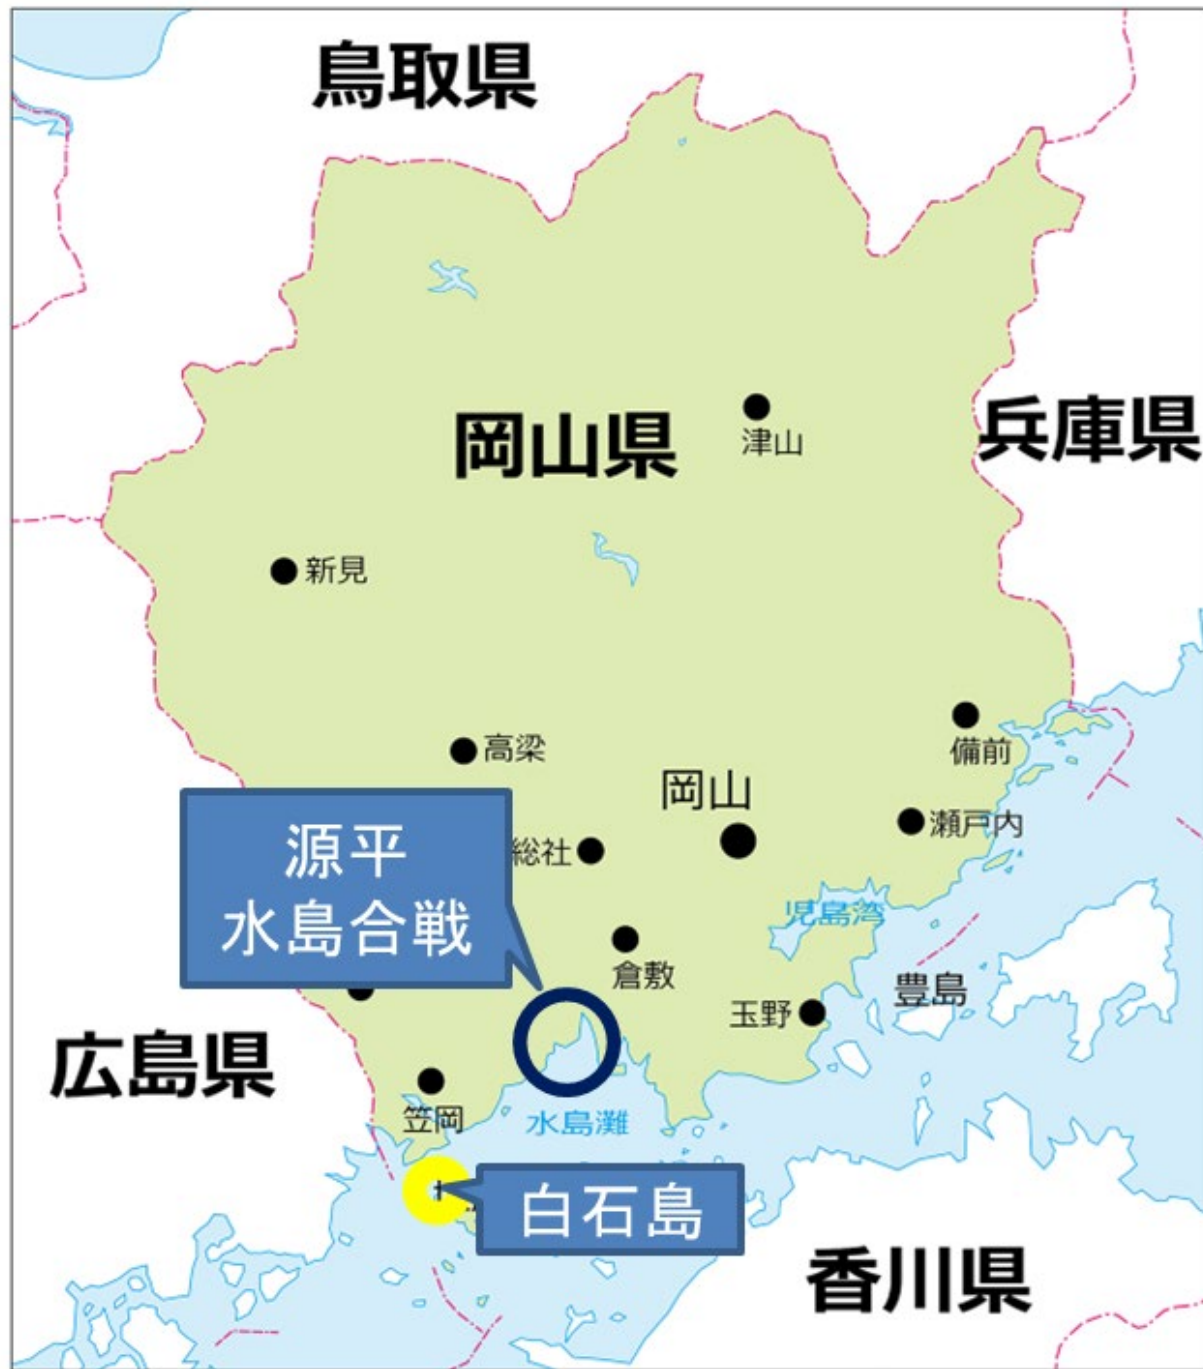 鳥取県
岡山県
津山
兵庫県
新見
高梁
備前
岡山
瀬戸内
源平
水島合戦
総社
児島湾
倉敷
豊島
玉野
広島県
笠岡
水島灘
白石島
香川県